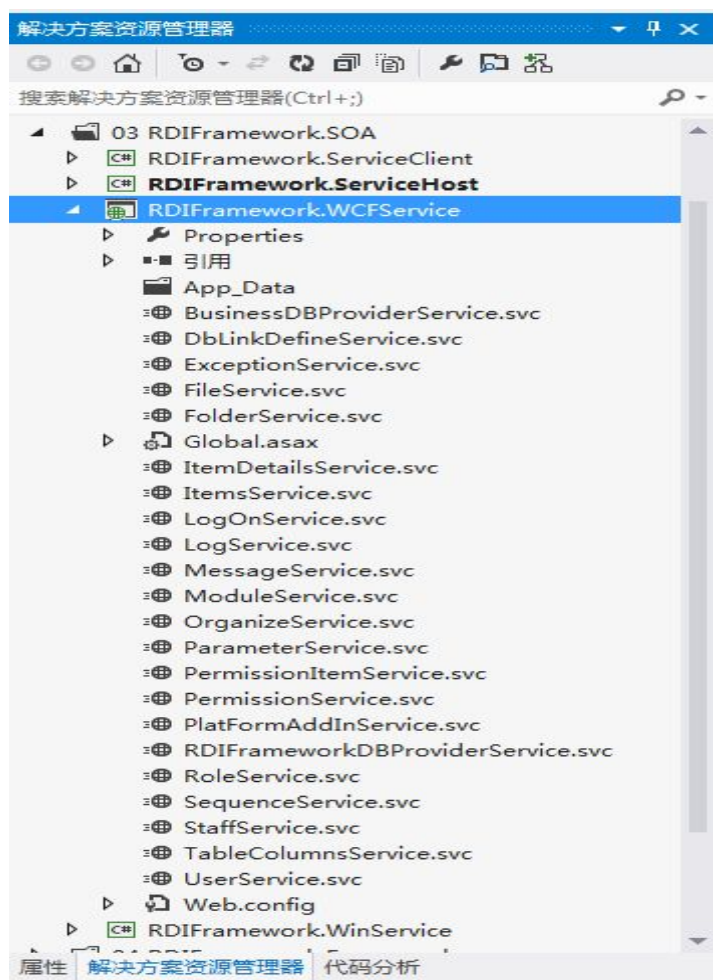 解决方案资源管理器
搜索解决方案资源管理器(Ctrl+;)
03 RDIFramework.SOA
C# RDIFramework.ServiceClient
C# RDIFramework.ServiceHost
RDIFramework.WCFService
Properties
引用
App_Data
BusinessDBProviderService.svc
DbLinkDefineService.svc
ExceptionService.svc
FileService.svc
FolderService.svc
Global.asax
ItemDetailsService.svc
ItemsService.svc
LogOnService.svc
LogService.svc
MessageService.svc
ModuleService.svc
OrganizeService.svc
ParameterService.svc
PermissionItemService.svc
PermissionService.svc
PlatFormAddInService.svc
RDIFrameworkDBProviderService.svc
RoleService.svc
SequenceService.svc
StaffService.svc
TableColumnsService.svc
UserService.svc
Web.config
C# RDIFramework.WinService
属性 解决方案资源管理器 代码分析